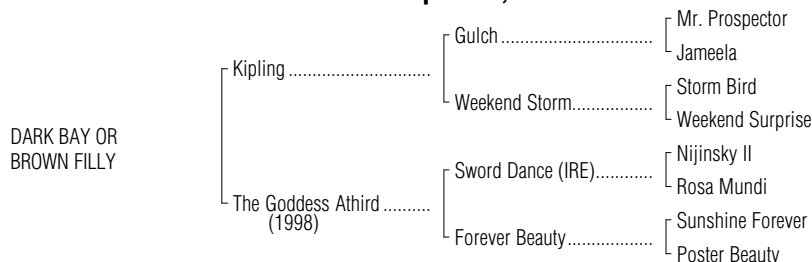 Mr. Prospector
Gulch
Jameela
Kipling
Storm Bird
Weekend Storm
Weekend Surprise
DARK BAY OR
BROWN FILLY
Nijinsky II
Sword Dance (IRE)
Rosa Mundi
The Goddess Athird
(1998)
Sunshine Forever
Forever Beauty
Poster Beauty